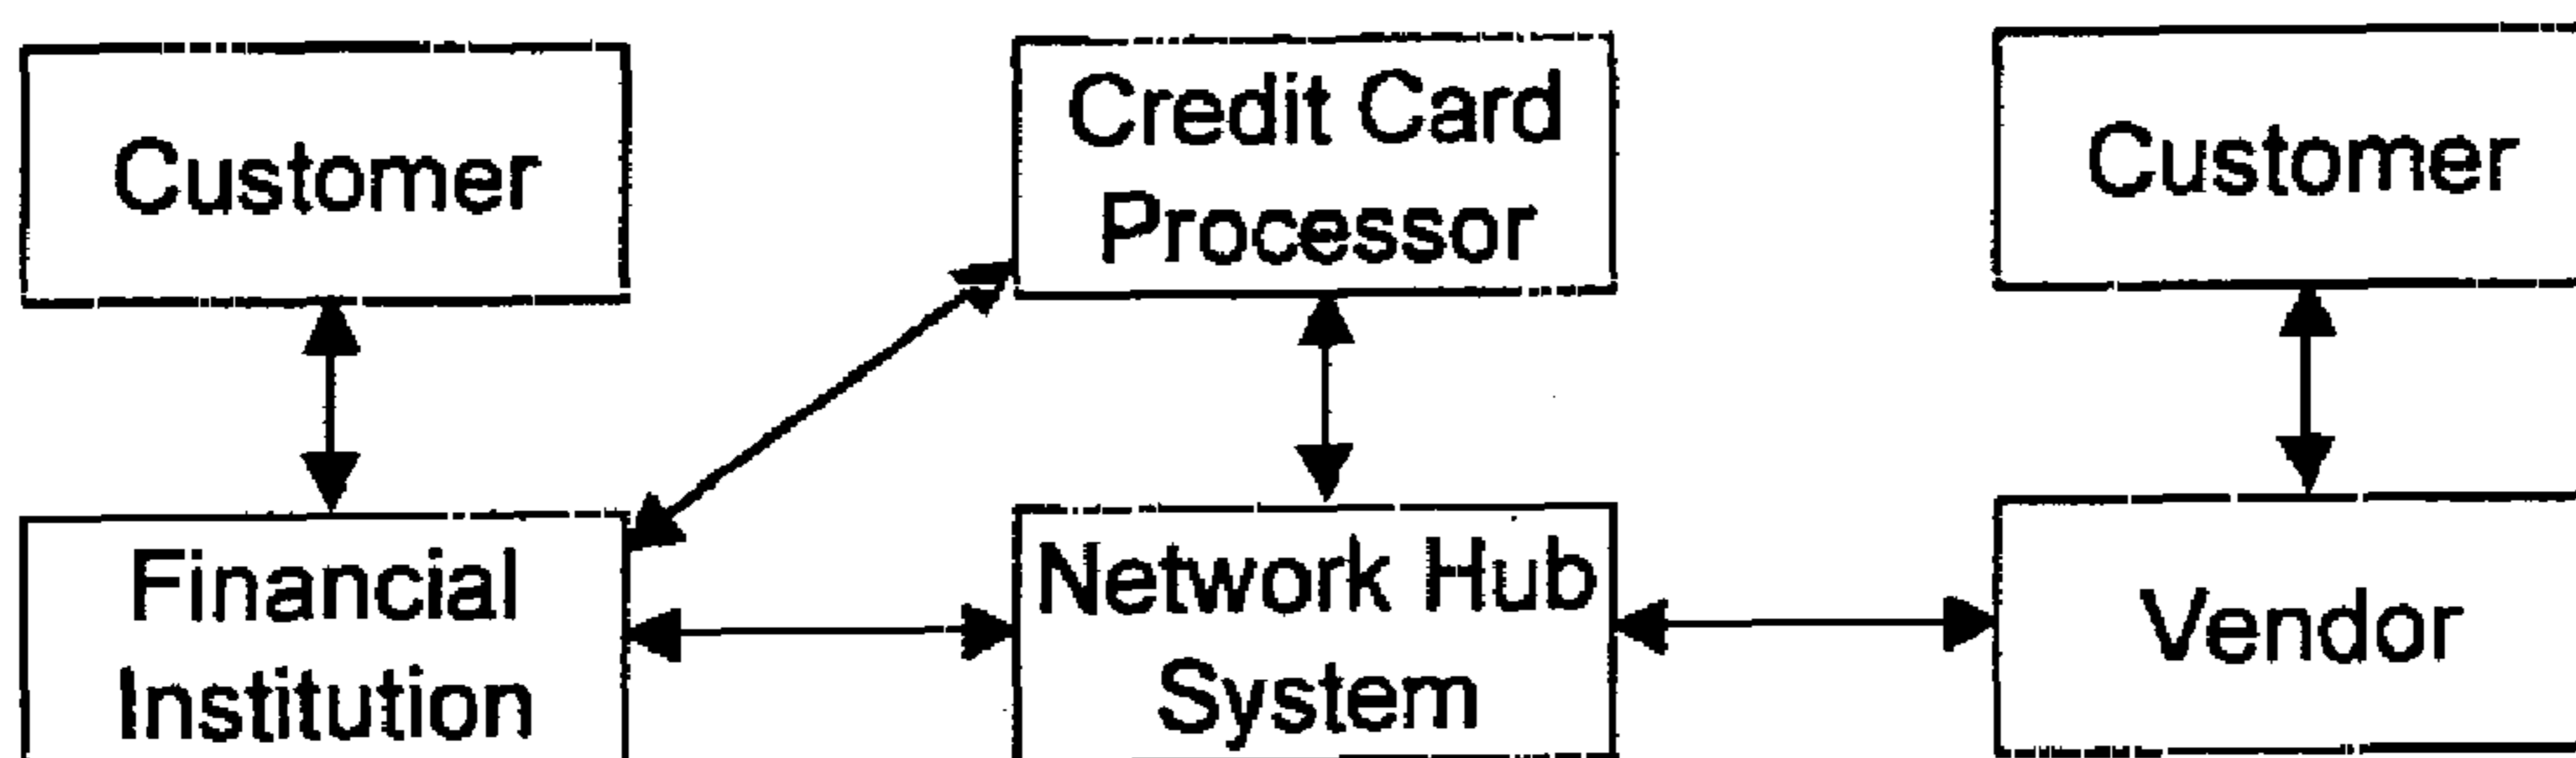 Customer
Credit Card
Processor
Customer
Financial
Institution
Network Hub
System
Vendor